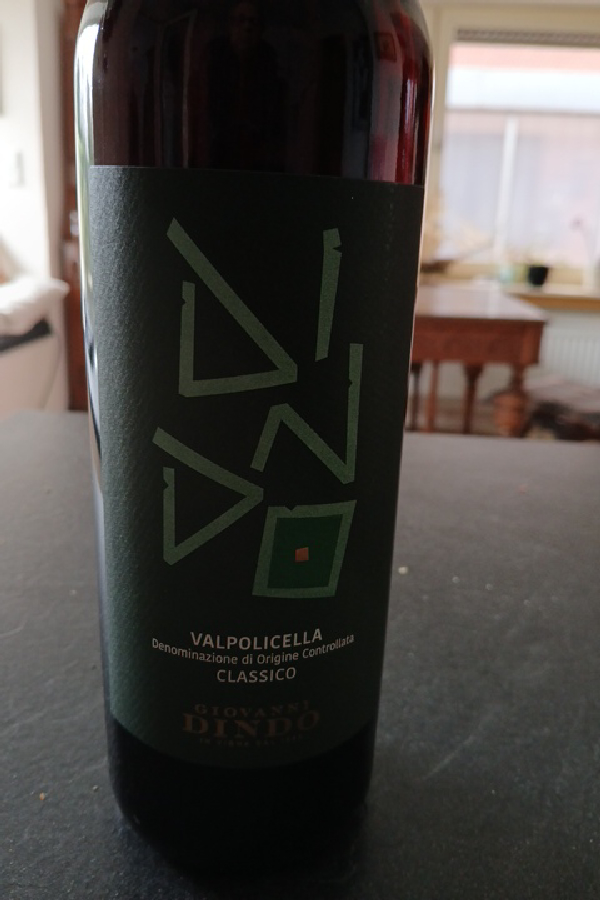 DINDO
VALPOLICELLA
Denominazione di Origine Controllata
CLASSICO
GIOVANNI
DINDO